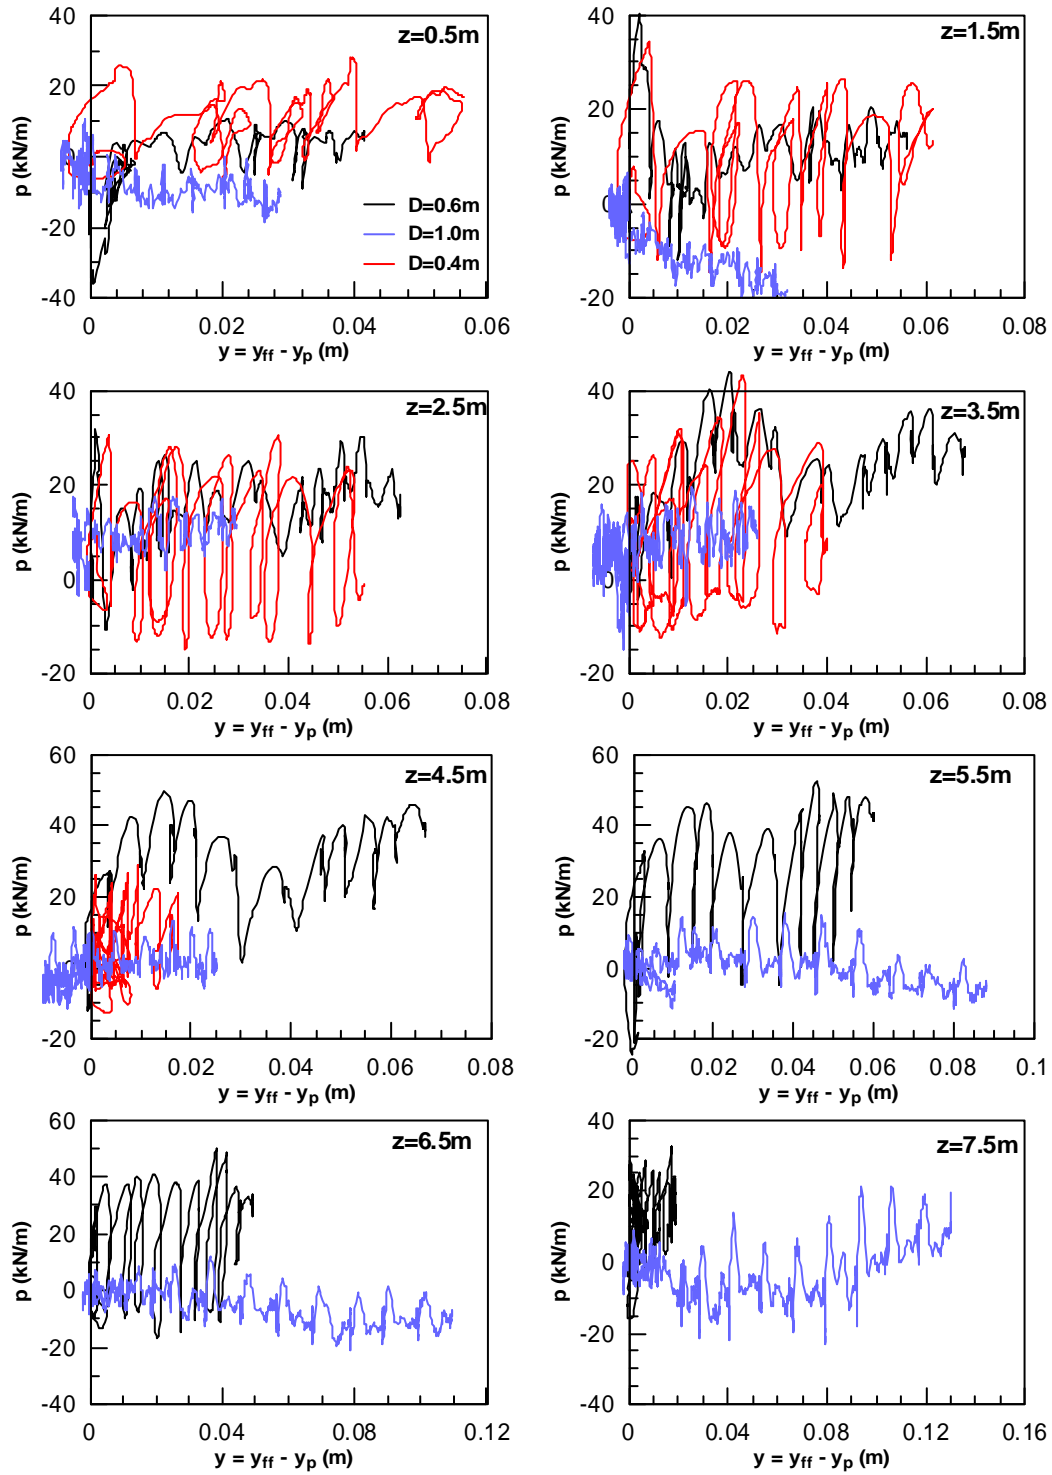 40
20
0
-20
-40
z=0.5m
D=0.6m
D=1.0m
D=0.4m
p (kN/m)
0 0.02 0.04 0.06
y = yff - yp (m)
40
20
0
-20
z=1.5m
p (kN/m)
0 0.02 0.04 0.06 0.08
y = yff - yp (m)
40
20
0
-20
z=2.5m
p (kN/m)
0 0.02 0.04 0.06 0.08
y = yff - yp (m)
40
20
0
-20
z=3.5m
p (kN/m)
0 0.02 0.04 0.06 0.08
y = yff - yp (m)
60
40
20
0
-20
z=4.5m
p (kN/m)
0 0.02 0.04 0.06 0.08
y = yff - yp (m)
60
40
20
0
-20
z=5.5m
p (kN/m)
0 0.02 0.04 0.06 0.08 0.1
y = yff - yp (m)
60
40
20
0
-20
-40
z=6.5m
p (kN/m)
0 0.04 0.08 0.12
y = yff - yp (m)
40
20
0
-20
-40
z=7.5m
p (kN/m)
0 0.04 0.08 0.12 0.16
y = yff - yp (m)